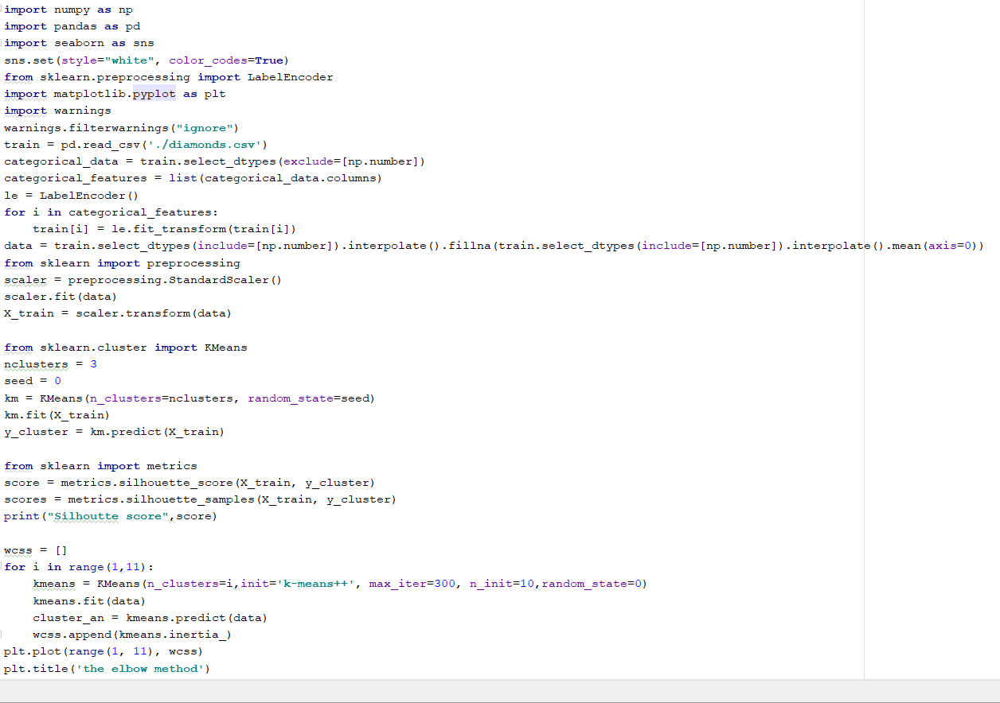 import numpy as np
import pandas as pd
import seaborn as sns
sns.set(style="white", color_codes=True)
from sklearn.preprocessing import LabelEncoder
import matplotlib.pyplot as plt
import warnings
warnings.filterwarnings("ignore")
train = pd.read_csv('./diamonds.csv')
categorical_data = train.select_dtypes(exclude=[np.number])
categorical_features = list(categorical_data.columns)
le = LabelEncoder()
for i in categorical_features:
    train[i] = le.fit_transform(train[i])
data = train.select_dtypes(include=[np.number]).interpolate().fillna(train.select_dtypes(include=[np.number]).interpolate().mean(axis=0))
from sklearn import preprocessing
scaler = preprocessing.StandardScaler()
scaler.fit(data)
X_train = scaler.transform(data)

from sklearn.cluster import KMeans
nclusters = 3
seed = 0
km = KMeans(n_clusters=nclusters, random_state=seed)
km.fit(X_train)
y_cluster = km.predict(X_train)

from sklearn import metrics
score = metrics.silhouette_score(X_train, y_cluster)
scores = metrics.silhouette_samples(X_train, y_cluster)
print("Silhoutte score",score)

wcss = []
for i in range(1,11):
    kmeans = KMeans(n_clusters=i,init='k-means++', max_iter=300, n_init=10,random_state=0)
    kmeans.fit(data)
    cluster_an = kmeans.predict(data)
    wcss.append(kmeans.inertia_)
plt.plot(range(1, 11), wcss)
plt.title('the elbow method')